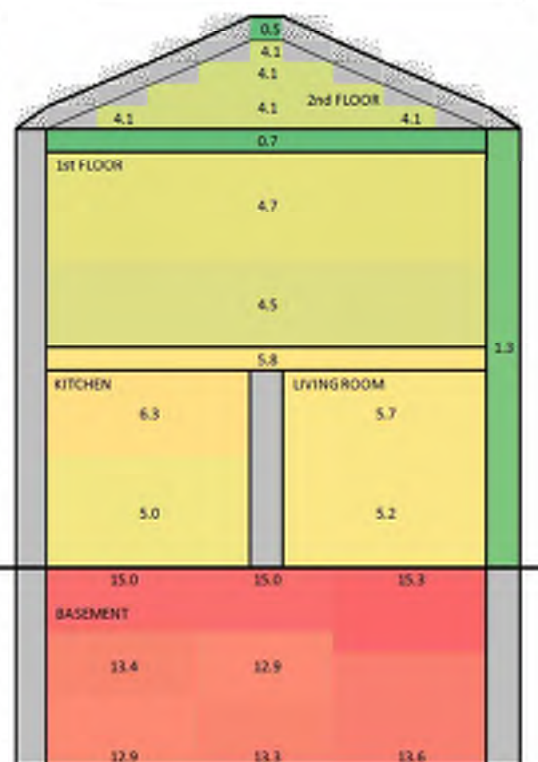 0.5
4.1
4.1
2nd FLOOR
4.1
4.1 4.1
0.7
1st FLOOR
4.7
4.5
1.3
5.8
KITCHEN LIVING ROOM
6.3 5.7
5.0 5.2
15.0 15.0 15.3
BASEMENT
13.4 12.9
12.9 13.3 13.6